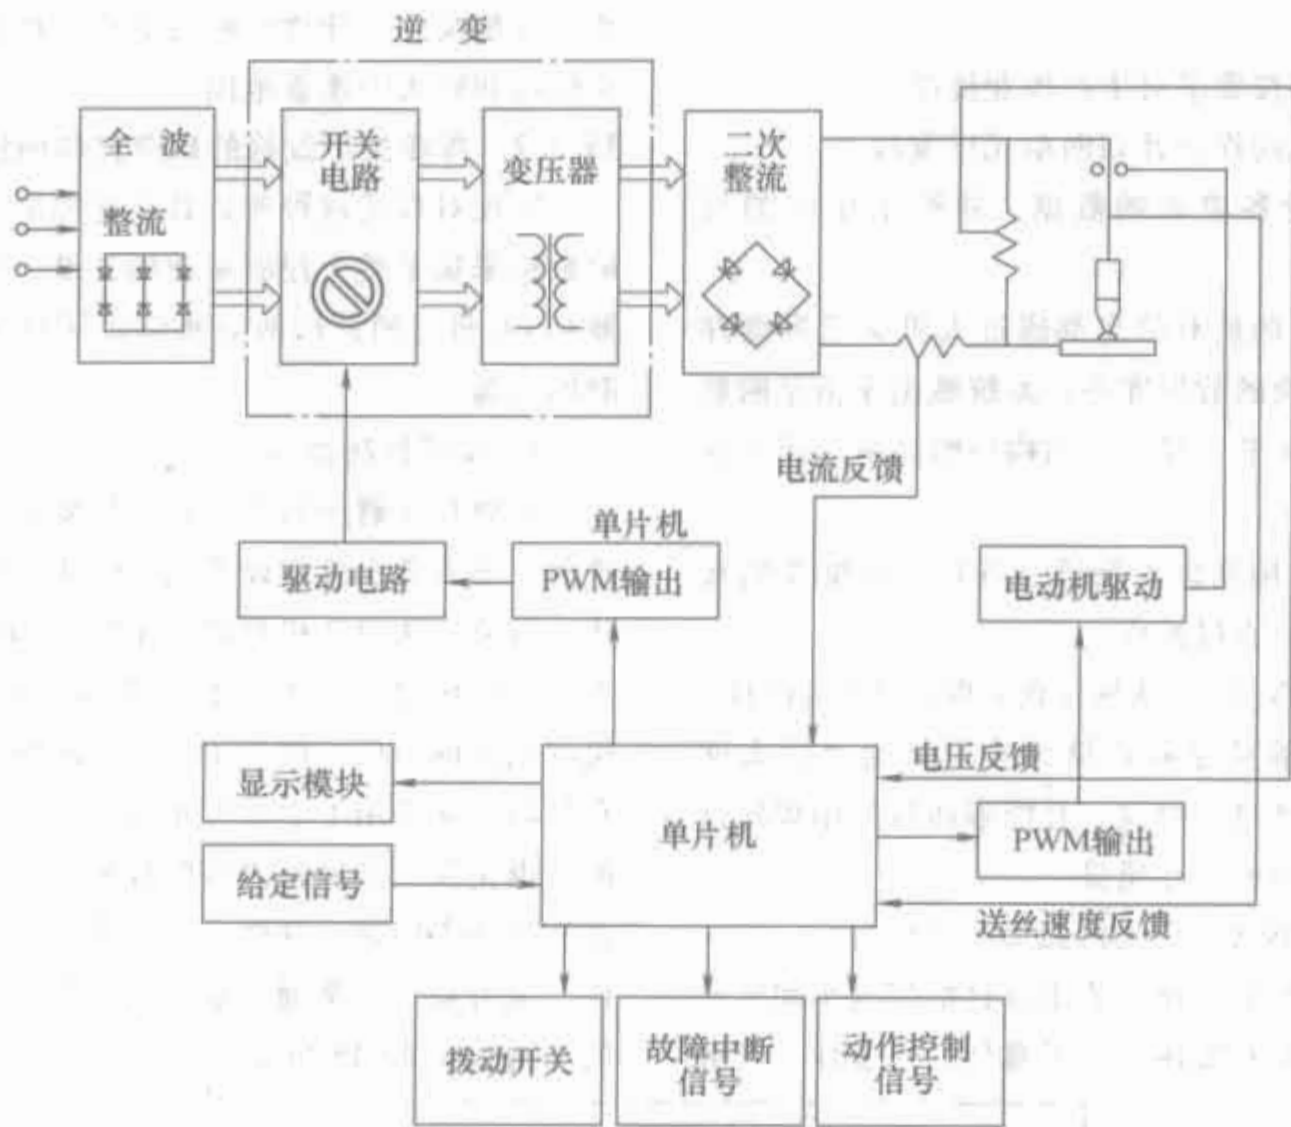 逆 变
全 波
整流
开关
电路
变压器
二次
整流
电流反馈
单片机
驱动电路
PWM输出
电动机驱动
显示模块
给定信号
单片机
电压反馈
PWM输出
送丝速度反馈
拨动开关
故障中断
信号
动作控制
信号